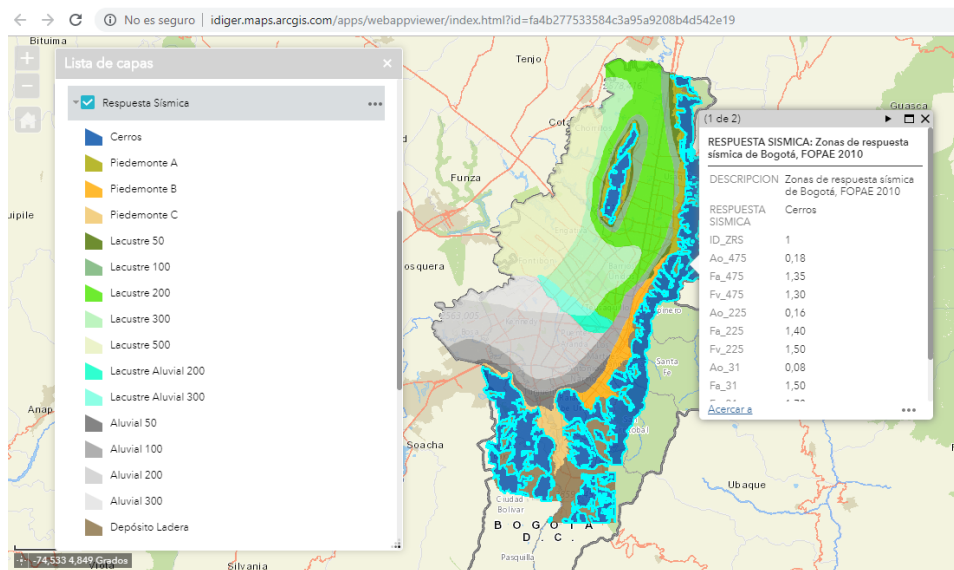 No es seguro | idiger.maps.arcgis.com/apps/webappviewer/index.html?id=fa4b277533584c3a95a9208b4d542e19
Bituima
Lista de capas
Respuesta Sísmica
Cerros
Piedemonte A
Piedemonte B
Piedemonte C
Lacustre 50
Lacustre 100
Lacustre 200
Lacustre 300
Lacustre 500
Lacustre Aluvial 200
Lacustre Aluvial 300
Aluvial 50
Aluvial 100
Aluvial 200
Aluvial 300
Depósito Ladera
-74,533 4,849 Grados
Silvania
Tenjo
Funza
Soacha
Ciudad
Bolívar
BOGOTÁ
D.C.
Pasquilla
Santa
Fe
Ubaque
Guasca
(1 de 2)
RESPUESTA SISMICA: Zonas de respuesta
sísmica de Bogotá, FOPAE 2010
DESCRIPCION Zonas de respuesta sísmica
de Bogotá, FOPAE 2010
RESPUESTA Cerros
SISMICA
ID_ZRS 1
Ao_475 0,18
Fa_475 1,35
Fv_475 1,30
Ao_225 0,16
Fa_225 1,40
Fv_225 1,50
Ao_31 0,08
Fa_31 1,50
Acercar a